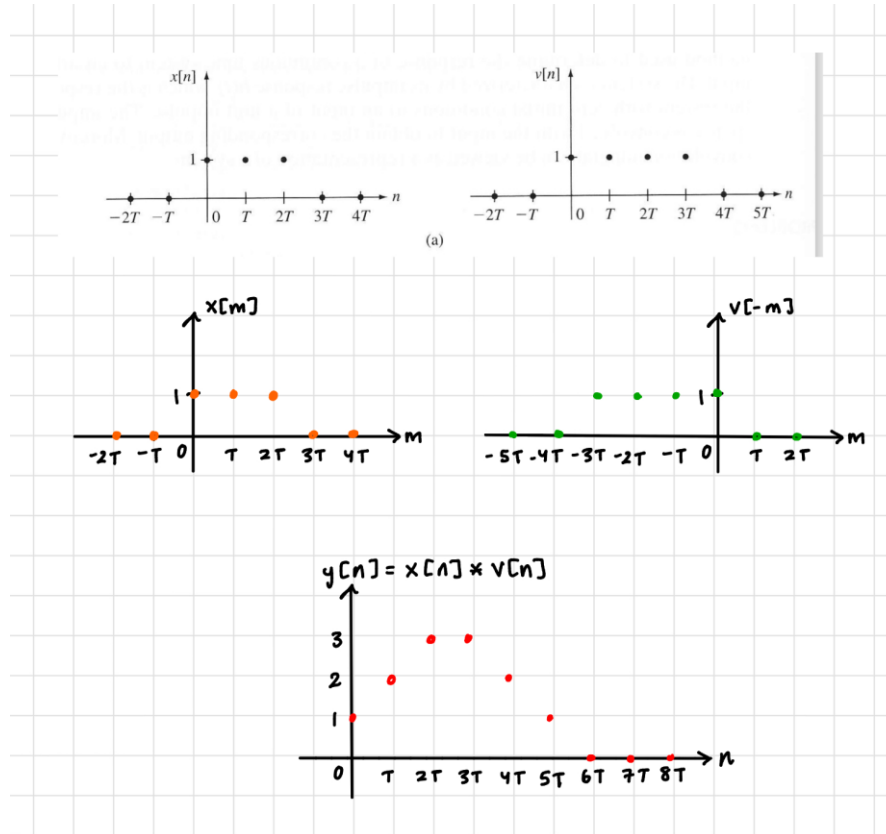 x[n]
1
n
−2T −T 0 T 2T 3T 4T
v[n]
1
n
−2T −T 0 T 2T 3T 4T 5T
(a)
x[m]
1
m
-2T -T 0 T 2T 3T 4T
v[-m]
1
m
-5T -4T -3T -2T -T 0 T 2T
y[n] = x[n] * v[n]
3
2
1
n
0 T 2T 3T 4T 5T 6T 7T 8T